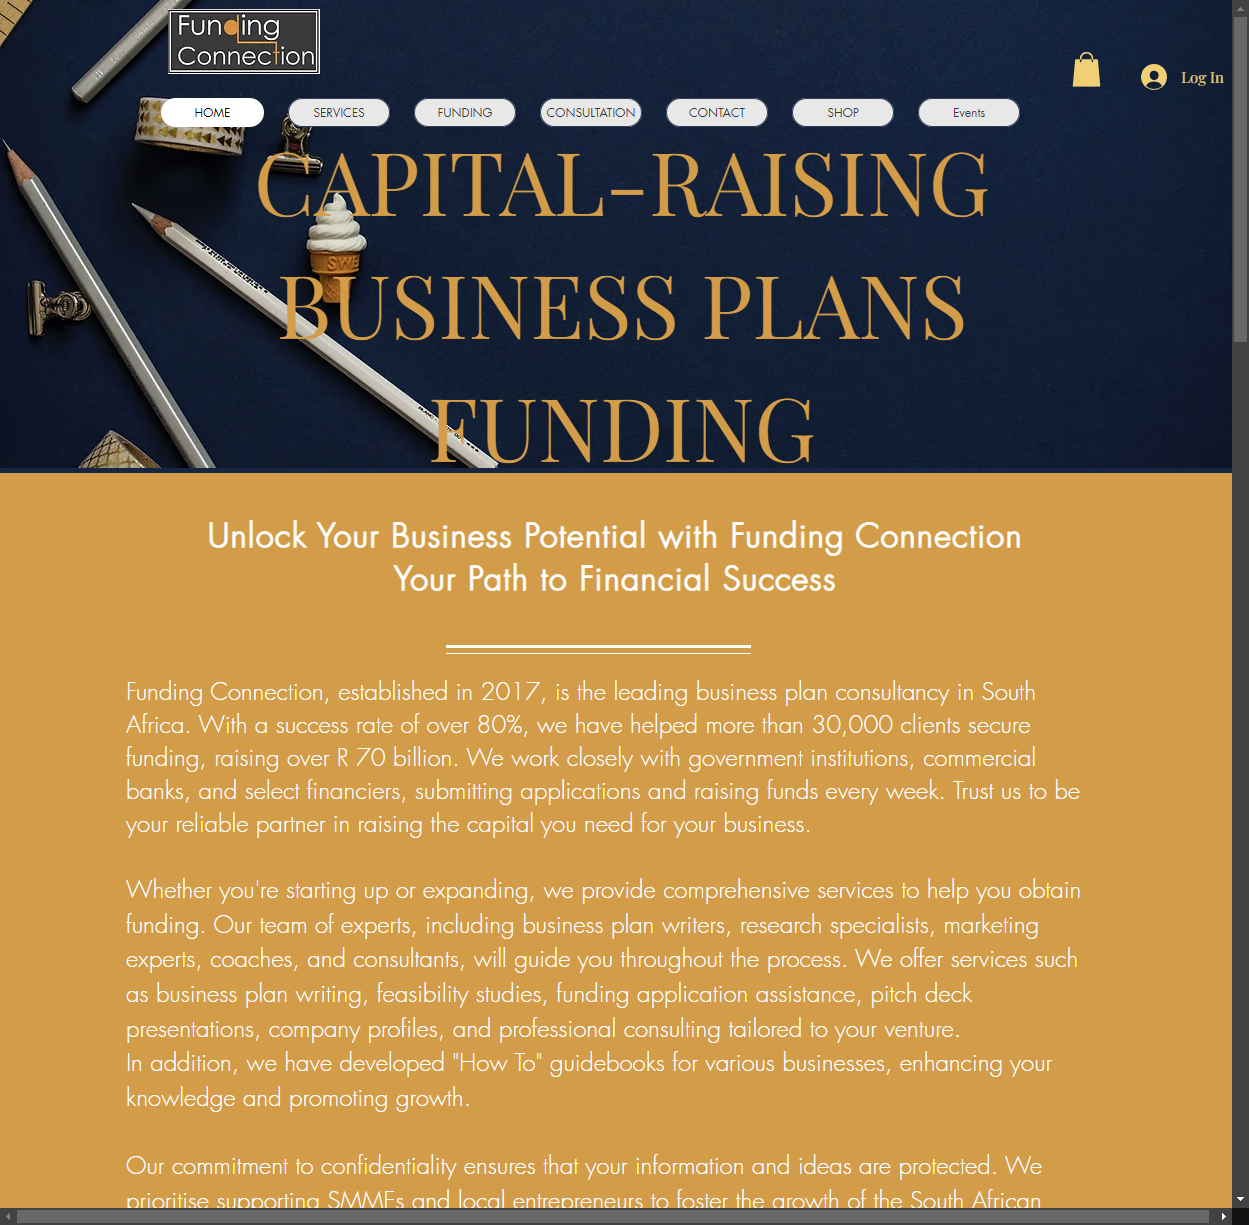 Funding
Connection
Log In
HOME
SERVICES
FUNDING
CONSULTATION
CONTACT
SHOP
Events
CAPITAL-RAISING
BUSINESS PLANS
FUNDING
Unlock Your Business Potential with Funding Connection
Your Path to Financial Success
Funding Connection, established in 2017, is the leading business plan consultancy in South
Africa. With a success rate of over 80%, we have helped more than 30,000 clients secure
funding, raising over R 70 billion. We work closely with government institutions, commercial
banks, and select financiers, submitting applications and raising funds every week. Trust us to be
your reliable partner in raising the capital you need for your business.
Whether you're starting up or expanding, we provide comprehensive services to help you obtain
funding. Our team of experts, including business plan writers, research specialists, marketing
experts, coaches, and consultants, will guide you throughout the process. We offer services such
as business plan writing, feasibility studies, funding application assistance, pitch deck
presentations, company profiles, and professional consulting tailored to your venture.
In addition, we have developed "How To" guidebooks for various businesses, enhancing your
knowledge and promoting growth.
Our commitment to confidentiality ensures that your information and ideas are protected. We
prioritise supporting SMMEs and local entrepreneurs to foster the growth of the South African